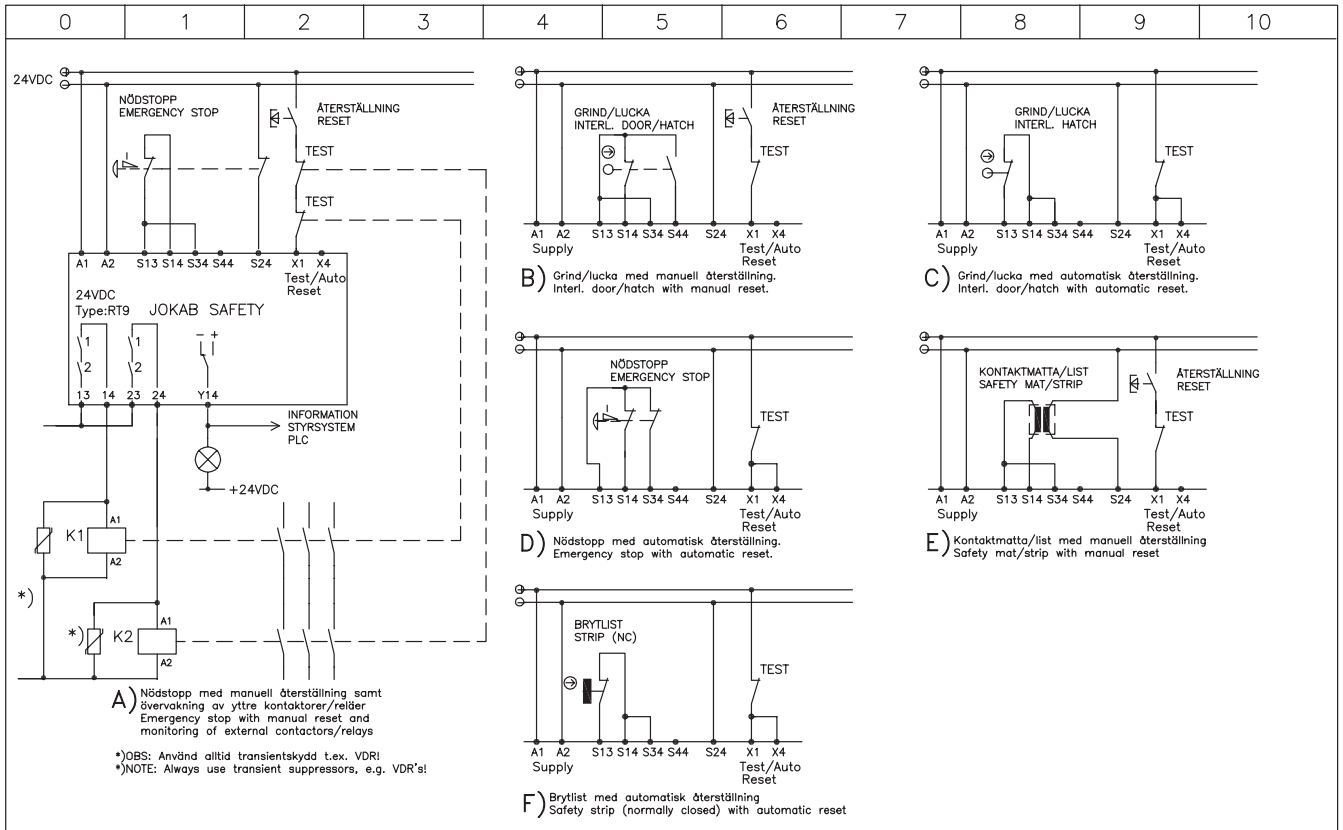 0 1 2 3 4 5 6 7 8 9 10
24VDC
NÖDSTOPP
EMERGENCY STOP
ÅTERSTÄLLNING
RESET
TEST
TEST
A1 A2 S13 S14 S34 S44 S24 X1 X4
Test/Auto
Reset
24VDC
Type:RT9 JOKAB SAFETY
1 1 - +
2 2
13 14 23 24 Y14
INFORMATION
STYRSYSTEM
PLC
+24VDC
K1
A1
A2
*)
*)
K2
A1
A2
A) Nödstopp med manuell återställning samt
övervakning av yttre kontaktorer/reläer
Emergency stop with manual reset and
monitoring of external contactors/relays
*)OBS: Använd alltid transientskydd t.ex. VDR!
*)NOTE: Always use transient suppressors, e.g. VDR's!
GRIND/LUCKA
INTERL. DOOR/HATCH
ÅTERSTÄLLNING
RESET
TEST
A1 A2 S13 S14 S34 S44 S24 X1 X4
Supply Test/Auto
Reset
B) Grind/lucka med manuell återställning.
Interl. door/hatch with manual reset.
GRIND/LUCKA
INTERL. HATCH
TEST
A1 A2 S13 S14 S34 S44 S24 X1 X4
Supply Test/Auto
Reset
C) Grind/lucka med automatisk återställning.
Interl. door/hatch with automatic reset.
NÖDSTOPP
EMERGENCY STOP
TEST
A1 A2 S13 S14 S34 S44 S24 X1 X4
Supply Test/Auto
Reset
D) Nödstopp med automatisk återställning.
Emergency stop with automatic reset.
KONTAKTMATTA/LIST
SAFETY MAT/STRIP
ÅTERSTÄLLNING
RESET
TEST
A1 A2 S13 S14 S34 S44 S24 X1 X4
Supply Test/Auto
Reset
E) Kontaktmatta/list med manuell återställning
Safety mat/strip with manual reset
BRYTLIST
STRIP (NC)
TEST
A1 A2 S13 S14 S34 S44 S24 X1 X4
Supply Test/Auto
Reset
F) Brytlist med automatisk återställning
Safety strip (normally closed) with automatic reset